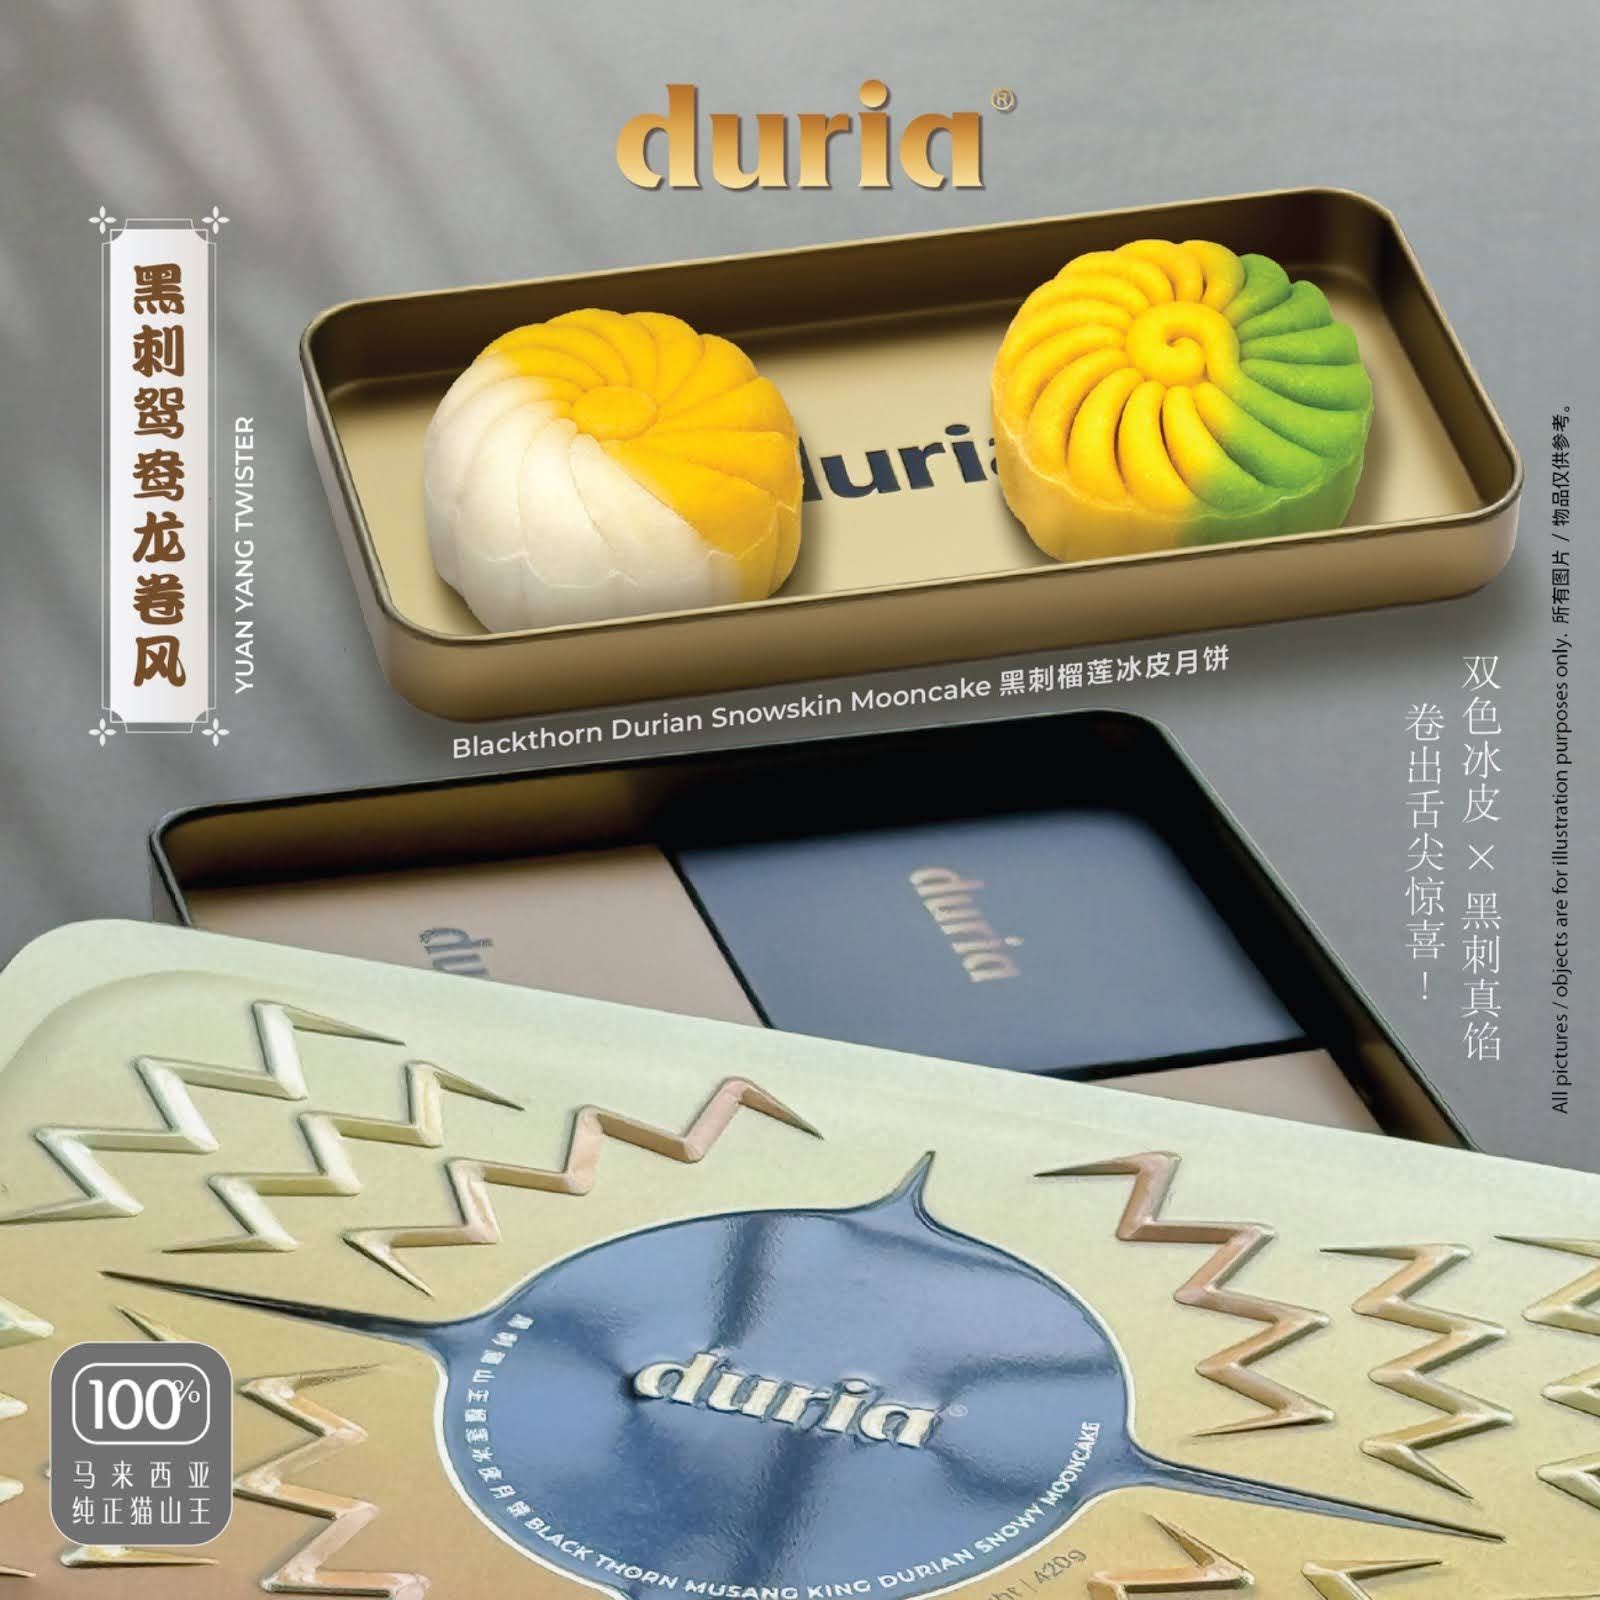 duria®
黑刺鸳鸯龙卷风
YUAN YANG TWISTER
duria
Blackthorn Durian Snowskin Mooncake 黑刺榴莲冰皮月饼
双色冰皮 × 黑刺真馅
卷出舌尖惊喜！
All pictures / objects are for illustration purposes only. 所有图片 / 物品仅供参考。
duria
duria®
BLACK THORN MUSANG KING DURIAN SNOWY MOONCAKE
420g
100%
马来西亚
纯正猫山王